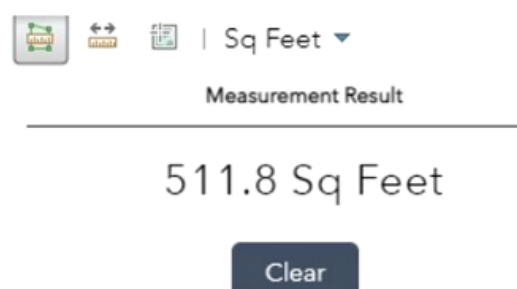 | Sq Feet
Measurement Result
511.8 Sq Feet
Clear